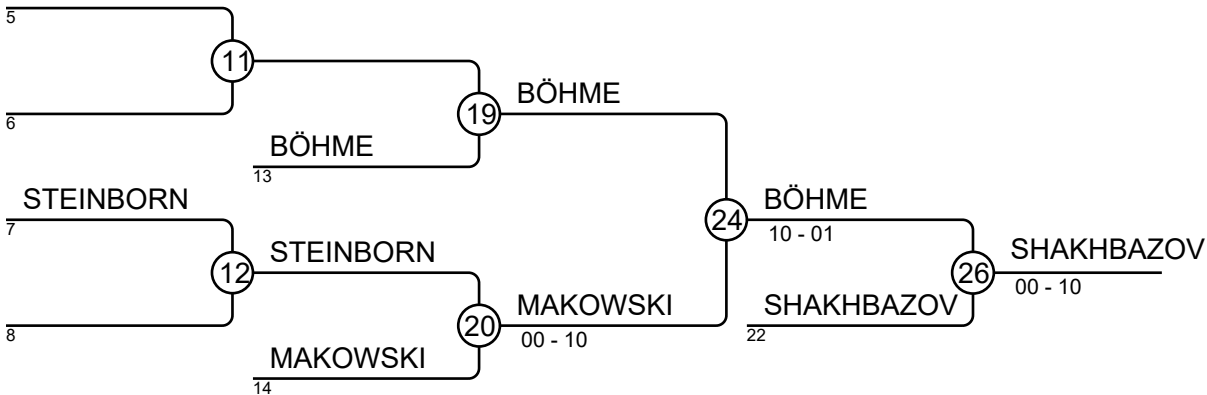 5
11
6
19
BÖHME
BÖHME
13
STEINBORN
7
24
BÖHME
10 - 01
12
STEINBORN
26
SHAKHBAZOV
00 - 10
8
20
MAKOWSKI
00 - 10
SHAKHBAZOV
22
MAKOWSKI
14